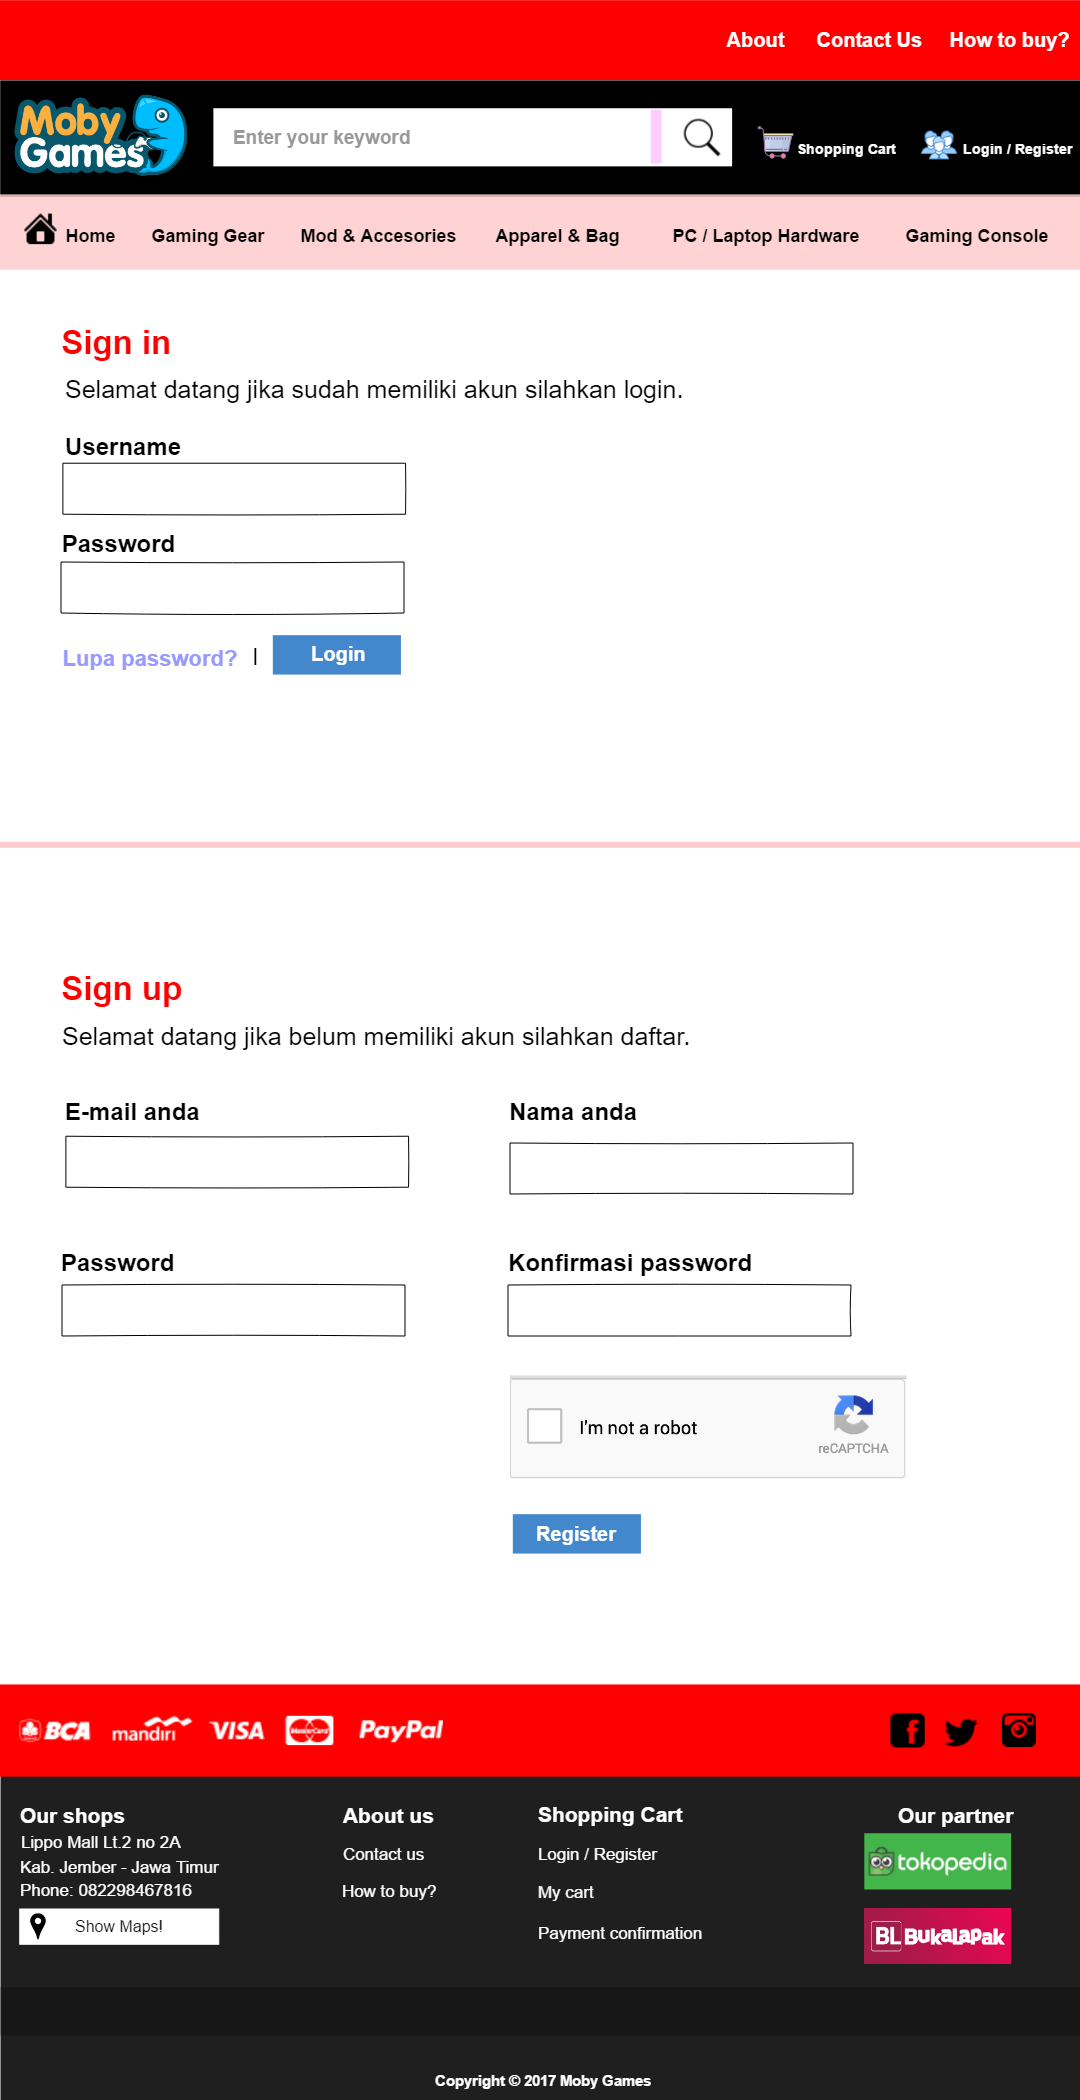 About Contact Us How to buy?
Moby
Games
Enter your keyword
Shopping Cart
Login / Register
Home Gaming Gear Mod & Accesories Apparel & Bag PC / Laptop Hardware Gaming Console
Sign in
Selamat datang jika sudah memiliki akun silahkan login.
Username
Password
Lupa password? | Login
Sign up
Selamat datang jika belum memiliki akun silahkan daftar.
E-mail anda
Nama anda
Password
Konfirmasi password
I'm not a robot
reCAPTCHA
Register
BCA mandiri VISA MasterCard PayPal
Our shops
Lippo Mall Lt.2 no 2A
Kab. Jember - Jawa Timur
Phone: 082298467816
Show Maps!
About us
Contact us
How to buy?
Shopping Cart
Login / Register
My cart
Payment confirmation
Our partner
tokopedia
BL BukaLapak
Copyright © 2017 Moby Games